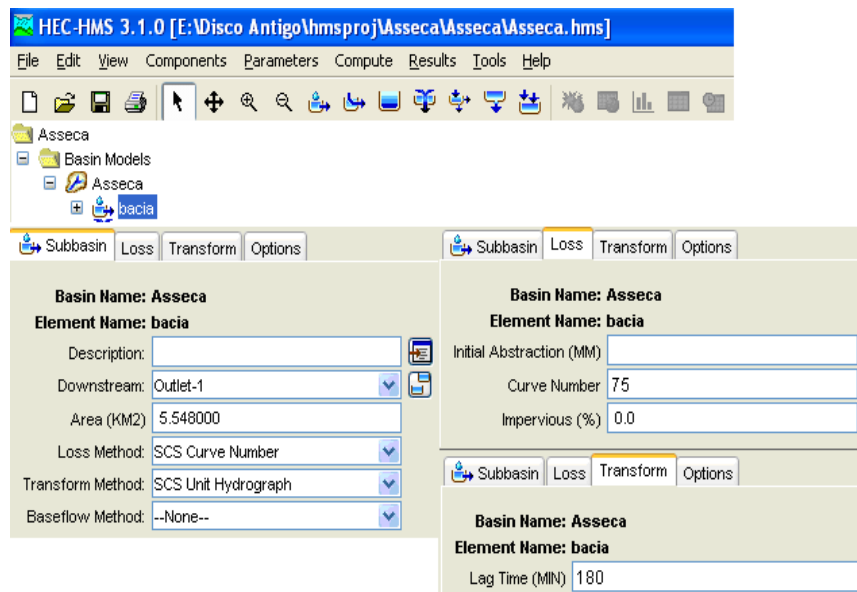 HEC-HMS 3.1.0 [E:\Disco Antigo\hmsproj\Asseca\Asseca\Asseca.hms]
File Edit View Components Parameters Compute Results Tools Help
Asseca
Basin Models
Asseca
bacia
Subbasin Loss Transform Options
Basin Name: Asseca
Element Name: bacia
Description:
Downstream: Outlet-1
Area (KM2) 5.548000
Loss Method: SCS Curve Number
Transform Method: SCS Unit Hydrograph
Baseflow Method: --None--
Subbasin Loss Transform Options
Basin Name: Asseca
Element Name: bacia
Initial Abstraction (MM)
Curve Number 75
Impervious (%) 0.0
Subbasin Loss Transform Options
Basin Name: Asseca
Element Name: bacia
Lag Time (MIN) 180